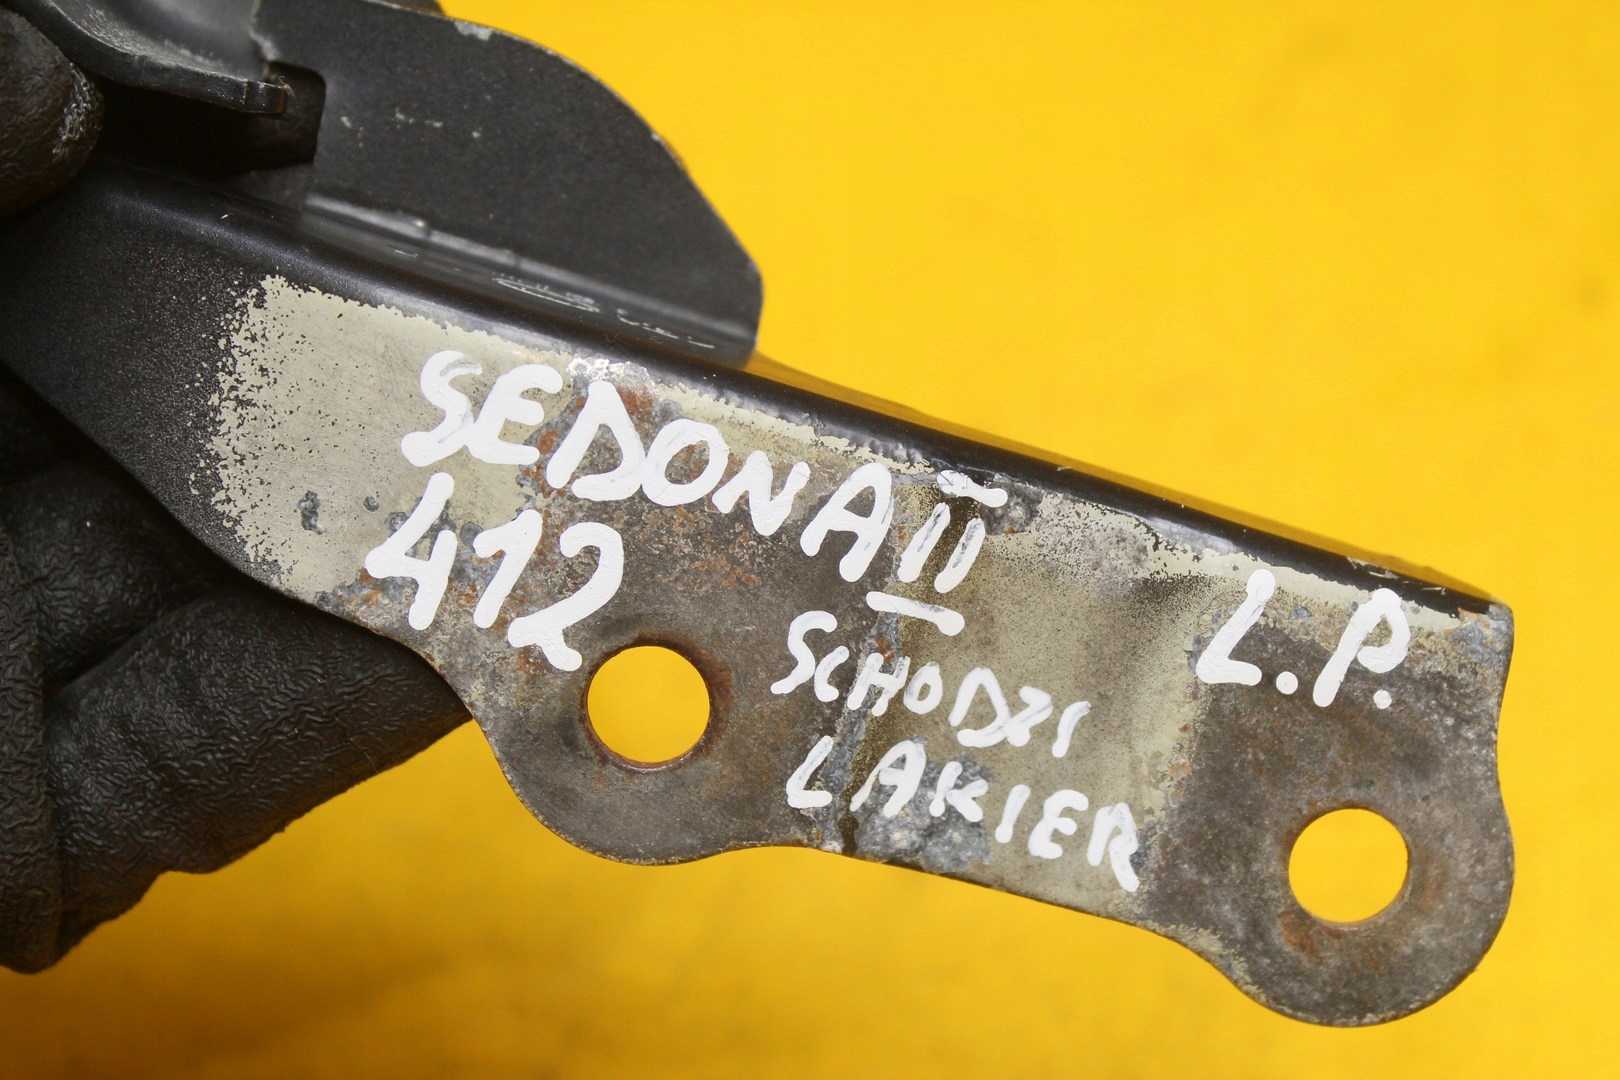 SEDONA II
412
L.P.
SCHODZI
LAKIER